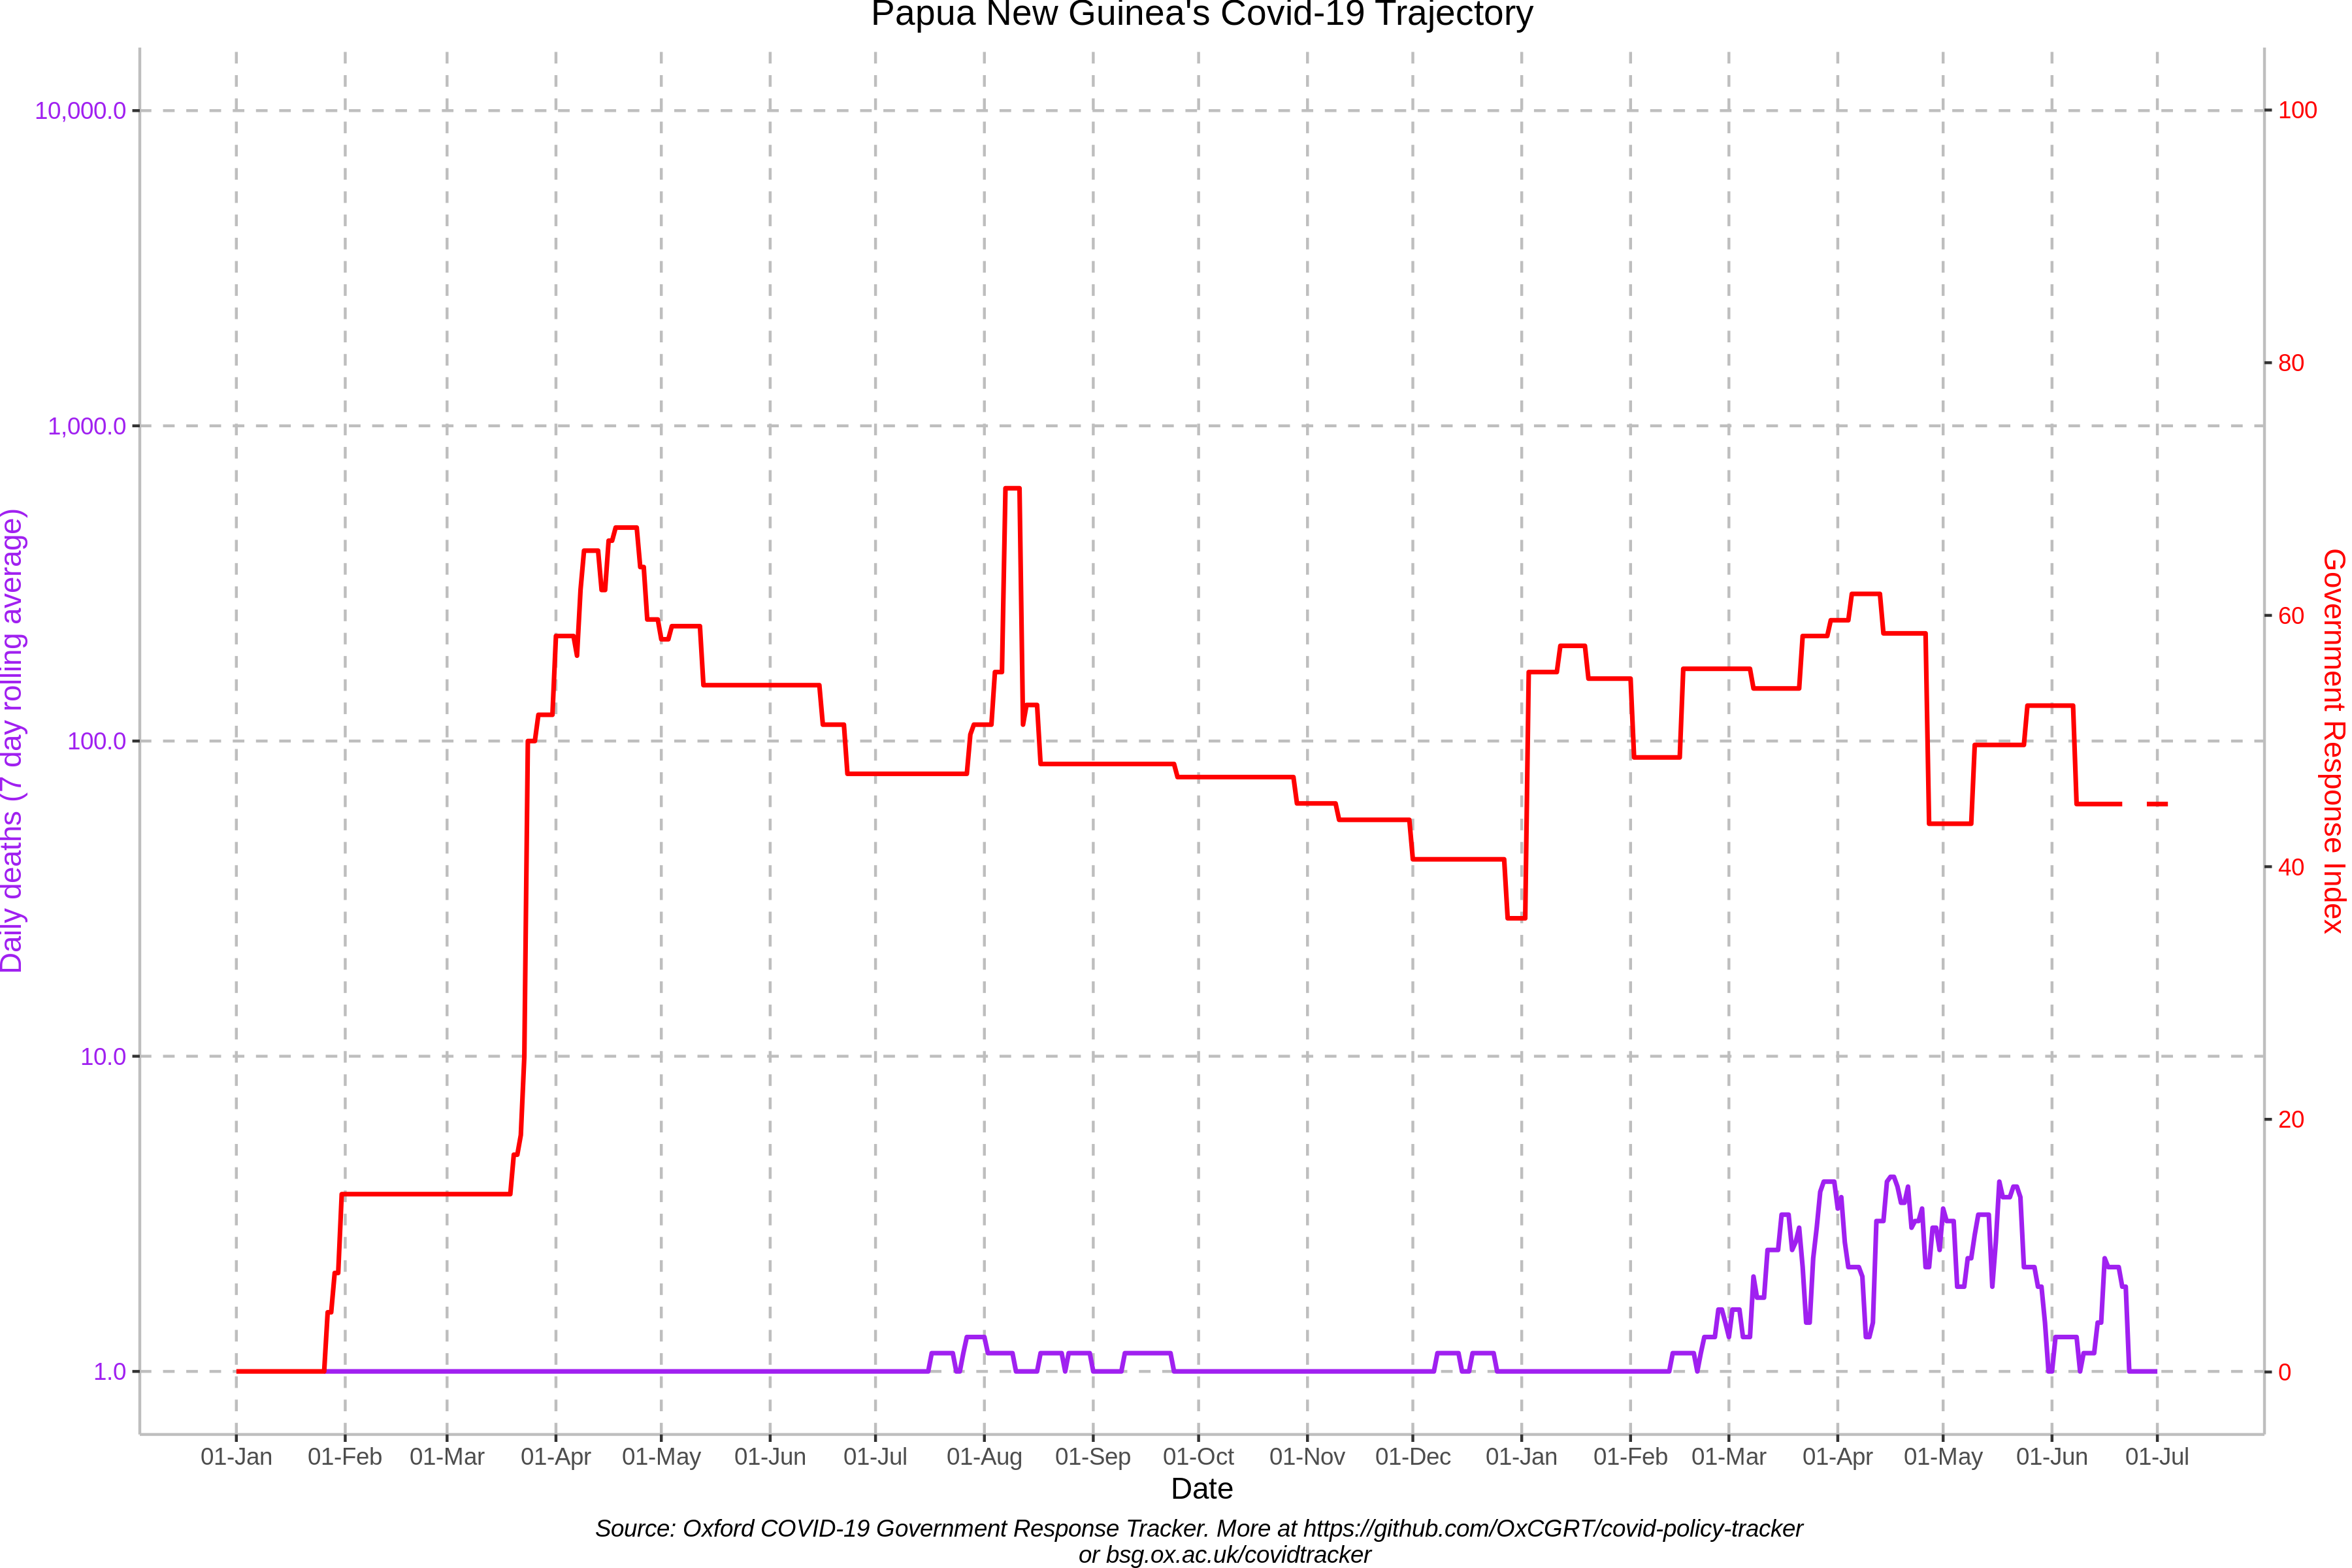 Papua New Guinea's Covid-19 Trajectory
10,000.0
1,000.0
100.0
10.0
1.0
Daily deaths (7 day rolling average)
100
80
60
40
20
0
Government Response Index
01-Jan 01-Feb 01-Mar 01-Apr 01-May 01-Jun 01-Jul 01-Aug 01-Sep 01-Oct 01-Nov 01-Dec 01-Jan 01-Feb 01-Mar 01-Apr 01-May 01-Jun 01-Jul
Date
Source: Oxford COVID-19 Government Response Tracker. More at https://github.com/OxCGRT/covid-policy-tracker
or bsg.ox.ac.uk/covidtracker